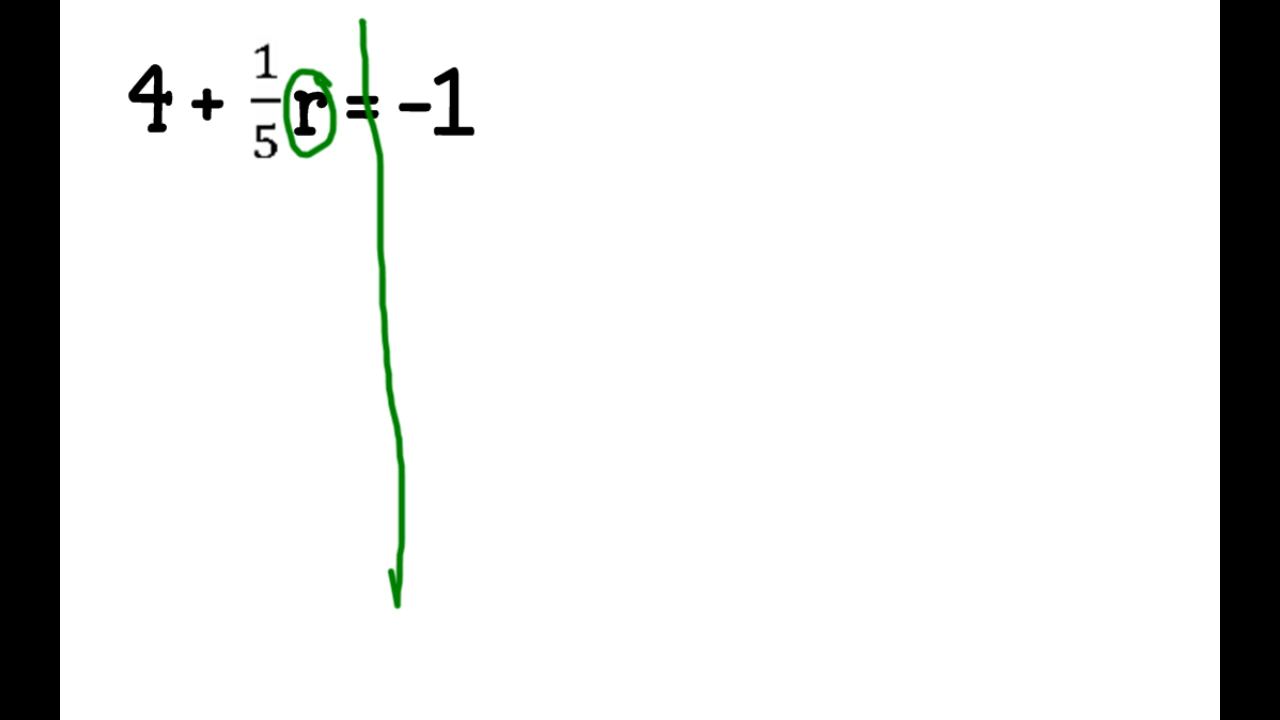 4 + 1/5 r = -1